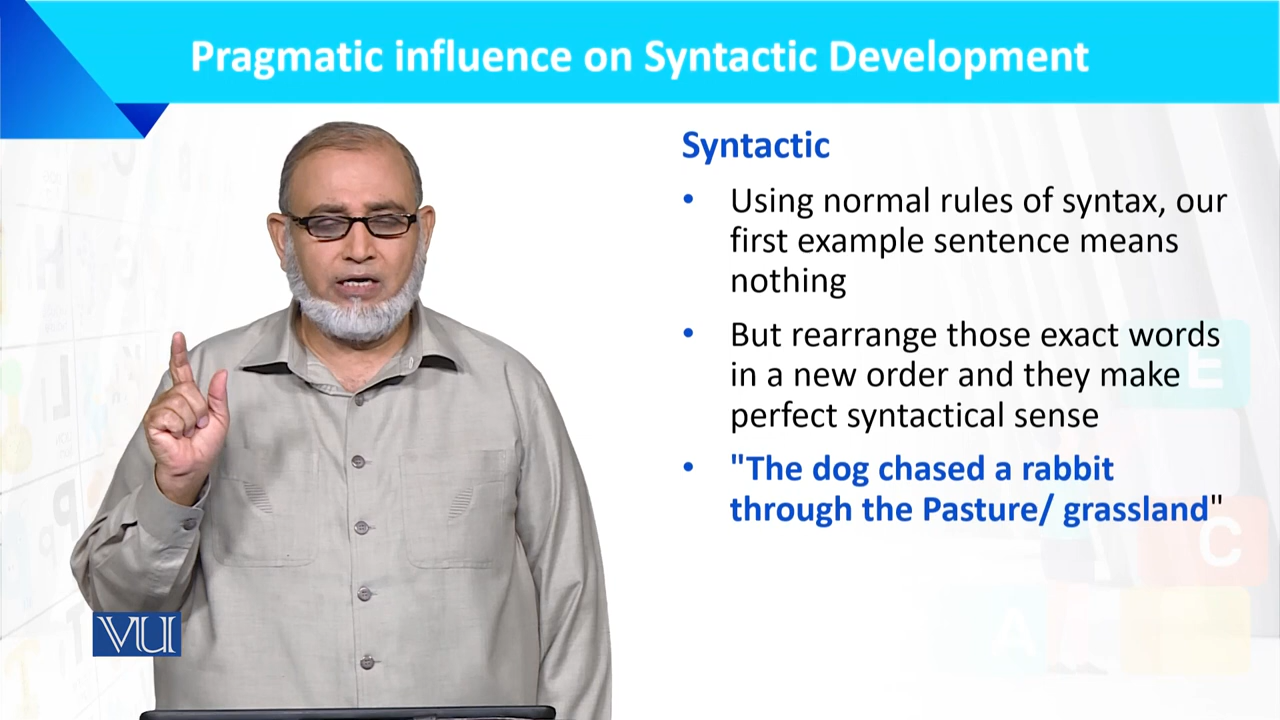 Pragmatic influence on Syntactic Development
Syntactic
• Using normal rules of syntax, our
first example sentence means
nothing
• But rearrange those exact words
in a new order and they make
perfect syntactical sense
• "The dog chased a rabbit
through the Pasture/ grassland"
VU
E
C
A